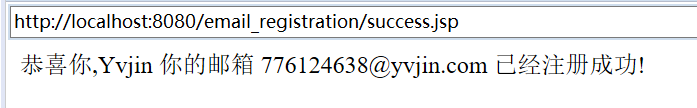 http://localhost:8080/email_registration/success.jsp
恭喜你,Yvjin 你的邮箱 776124638@yvjin.com 已经注册成功!